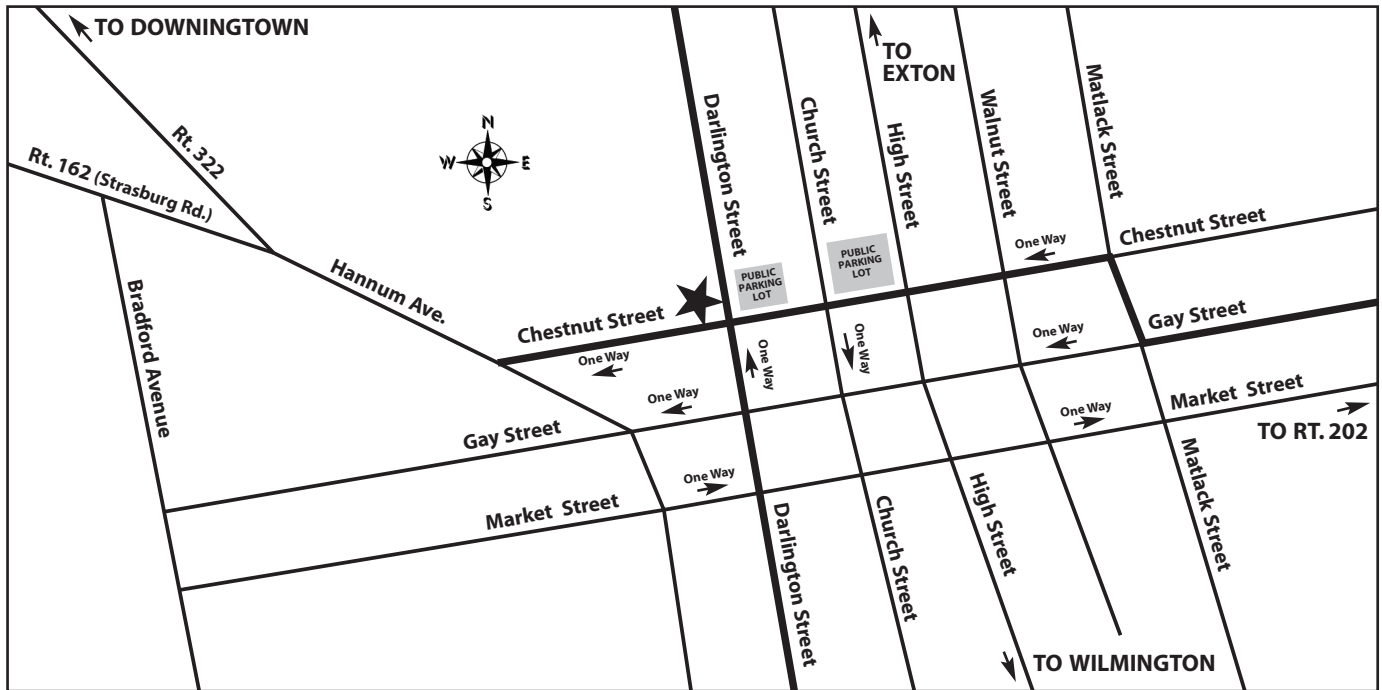 TO DOWNINGTOWN
TO
EXTON
Rt. 322
Rt. 162 (Strasburg Rd.)
N
W
E
S
Darlington Street
Church Street
High Street
Walnut Street
Matlack Street
Chestnut Street
One Way
PUBLIC
PARKING
LOT
PUBLIC
PARKING
LOT
Hannum Ave.
Bradford Avenue
Chestnut Street
Gay Street
One Way
One Way
One Way
One Way
One Way
Gay Street
Market Street
One Way
TO RT. 202
One Way
Market Street
Darlington Street
Church Street
High Street
Matlack Street
TO WILMINGTON